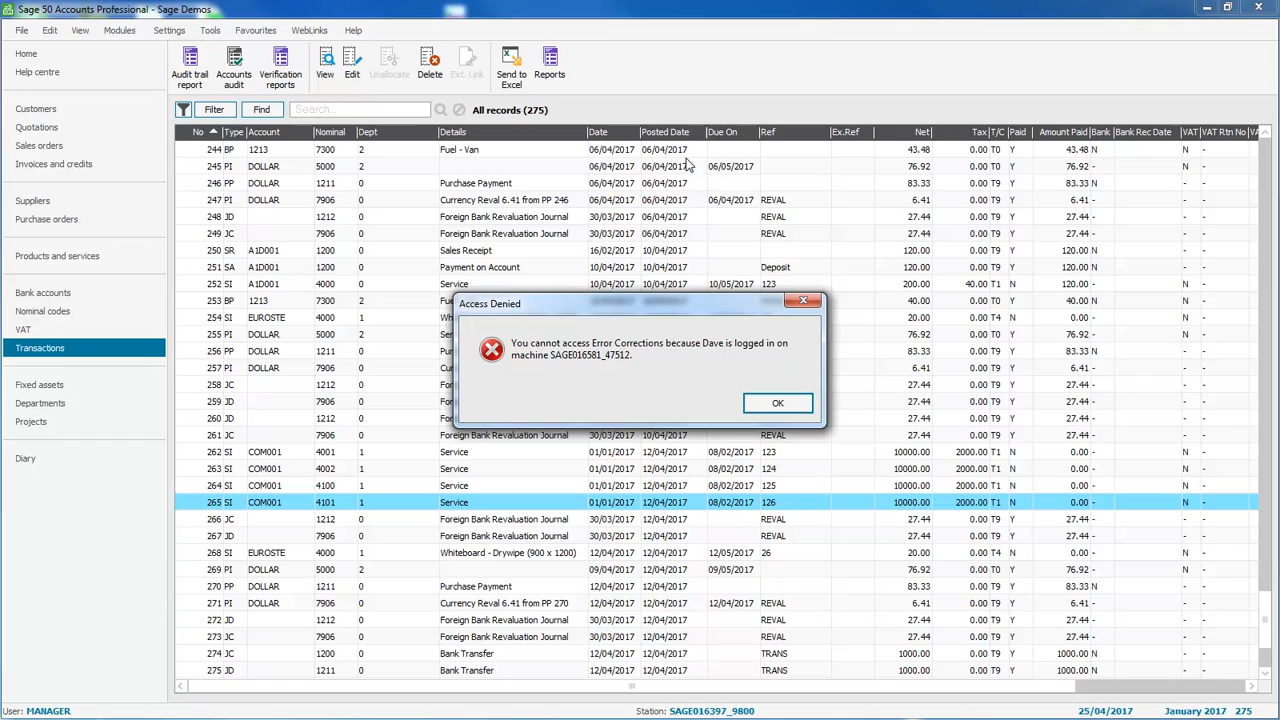 Sage 50 Accounts Professional - Sage Demos
File Edit View Modules Settings Tools Favourites WebLinks Help
Home
Help centre
Customers
Quotations
Sales orders
Invoices and credits
Suppliers
Purchase orders
Products and services
Bank accounts
Nominal codes
VAT
Transactions
Fixed assets
Departments
Projects
Diary
Audit trail report
Accounts audit
Verification reports
View
Edit
Unallocate
Delete
Ext. Link
Send to Excel
Reports
Filter Find Search... All records (275)
No Type Account Nominal Dept Details Date Posted Date Due On Ref Ex.Ref Net Tax T/C Paid Amount Paid Bank Bank Rec Date VAT VAT Rtn No
244 BP 1213 7300 2 Fuel - Van 06/04/2017 06/04/2017 43.48 0.00 T0 Y 43.48 N N -
245 PI DOLLAR 5000 2 06/04/2017 06/04/2017 06/05/2017 76.92 0.00 T0 Y 76.92 - N -
246 PP DOLLAR 1211 0 Purchase Payment 06/04/2017 06/04/2017 83.33 0.00 T9 Y 83.33 N - -
247 PI DOLLAR 7906 0 Currency Reval 6.41 from PP 246 06/04/2017 06/04/2017 06/04/2017 REVAL 6.41 0.00 T9 Y 6.41 - - -
248 JD 1212 0 Foreign Bank Revaluation Journal 30/03/2017 06/04/2017 REVAL 27.44 0.00 T9 Y 27.44 - - -
249 JC 7906 0 Foreign Bank Revaluation Journal 30/03/2017 06/04/2017 REVAL 27.44 0.00 T9 Y 27.44 - - -
250 SR A1D001 1200 0 Sales Receipt 16/02/2017 10/04/2017 120.00 0.00 T9 Y 120.00 N - -
251 SA A1D001 1200 0 Payment on Account 10/04/2017 10/04/2017 Deposit 120.00 0.00 T9 Y 120.00 N - -
252 SI A1D001 4000 0 Service 10/04/2017 10/04/2017 10/05/2017 123 200.00 40.00 T1 N 0.00 - N -
253 BP 1213 7300 2 Fue 40.00 0.00 T0 Y 40.00 N N -
254 SI EUROSTE 4000 1 Wh 20.00 0.00 T4 N 0.00 - N -
255 PI DOLLAR 5000 2 Ser 76.92 0.00 T0 Y 76.92 - N -
256 PP DOLLAR 1211 0 Pur 83.33 0.00 T9 Y 83.33 N - -
257 PI DOLLAR 7906 0 Cur 6.41 0.00 T9 Y 6.41 - - -
258 JC 1212 0 For 27.44 0.00 T9 Y 27.44 - - -
259 JD 7906 0 For 27.44 0.00 T9 Y 27.44 - - -
260 JD 1212 0 For 27.44 0.00 T9 Y 27.44 - - -
261 JC 7906 0 Foreign Bank Revaluation Journal 30/03/2017 10/04/2017 REVAL 27.44 0.00 T9 Y 27.44 - - -
262 SI COM001 4001 1 Service 01/01/2017 12/04/2017 08/02/2017 123 10000.00 2000.00 T1 N 0.00 - N -
263 SI COM001 4002 1 Service 01/01/2017 12/04/2017 08/02/2017 124 10000.00 2000.00 T1 N 0.00 - N -
264 SI COM001 4100 1 Service 01/01/2017 12/04/2017 08/02/2017 125 10000.00 2000.00 T1 N 0.00 - N -
265 SI COM001 4101 1 Service 01/01/2017 12/04/2017 08/02/2017 126 10000.00 2000.00 T1 N 0.00 - N -
266 JC 1212 0 Foreign Bank Revaluation Journal 30/03/2017 12/04/2017 REVAL 27.44 0.00 T9 Y 27.44 - - -
267 JD 7906 0 Foreign Bank Revaluation Journal 30/03/2017 12/04/2017 REVAL 27.44 0.00 T9 Y 27.44 - - -
268 SI EUROSTE 4000 1 Whiteboard - Drywipe (900 x 1200) 12/04/2017 12/04/2017 12/05/2017 26 20.00 0.00 T4 N 0.00 - N -
269 PI DOLLAR 5000 2 09/04/2017 12/04/2017 09/05/2017 76.92 0.00 T0 Y 76.92 - N -
270 PP DOLLAR 1211 0 Purchase Payment 12/04/2017 12/04/2017 83.33 0.00 T9 Y 83.33 N - -
271 PI DOLLAR 7906 0 Currency Reval 6.41 from PP 270 12/04/2017 12/04/2017 12/04/2017 REVAL 6.41 0.00 T9 Y 6.41 - - -
272 JD 1212 0 Foreign Bank Revaluation Journal 30/03/2017 12/04/2017 REVAL 27.44 0.00 T9 Y 27.44 - - -
273 JC 7906 0 Foreign Bank Revaluation Journal 30/03/2017 12/04/2017 REVAL 27.44 0.00 T9 Y 27.44 - - -
274 JC 1200 0 Bank Transfer 12/04/2017 12/04/2017 TRANS 1000.00 0.00 T9 Y 1000.00 N - -
275 JD 1210 0 Bank Transfer 12/04/2017 12/04/2017 TRANS 1000.00 0.00 T9 Y 1000.00 N - -
Access Denied
You cannot access Error Corrections because Dave is logged in on
machine SAGE016581_47512.
OK
User: MANAGER Station: SAGE016397_9800 25/04/2017 January 2017 275